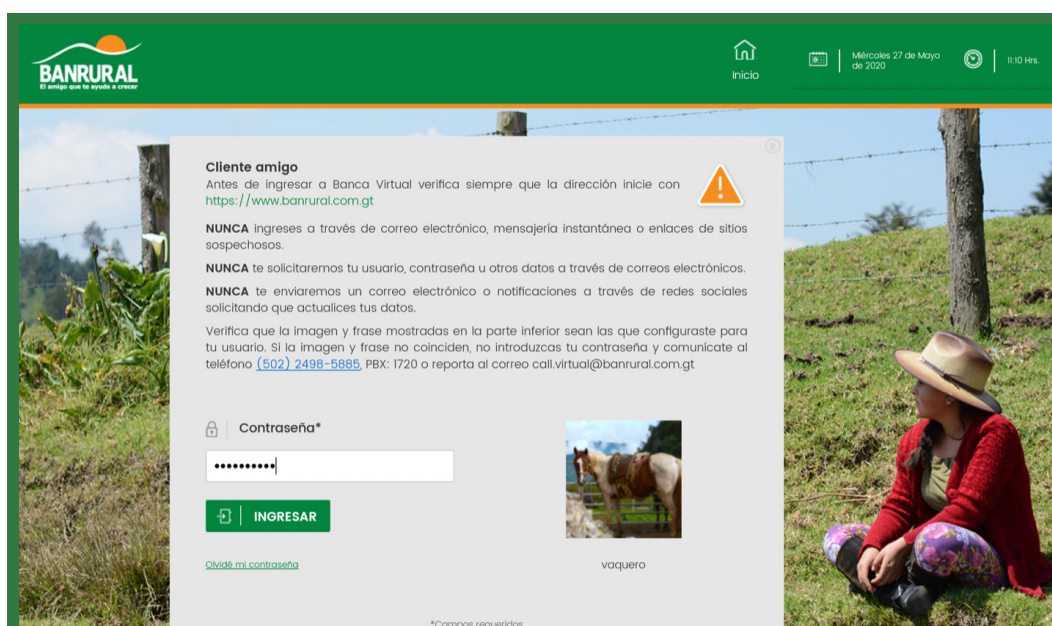 BANRURAL
El amigo que te ayuda a crecer
Inicio
Miércoles 27 de Mayo
de 2020
11:10 Hrs.
Cliente amigo
Antes de ingresar a Banca Virtual verifica siempre que la dirección inicie con
https://www.banrural.com.gt
NUNCA ingreses a través de correo electrónico, mensajería instantánea o enlaces de sitios
sospechosos.
NUNCA te solicitaremos tu usuario, contraseña u otros datos a través de correos electrónicos.
NUNCA te enviaremos un correo electrónico o notificaciones a través de redes sociales
solicitando que actualices tus datos.
Verifica que la imagen y frase mostradas en la parte inferior sean las que configuraste para
tu usuario. Si la imagen y frase no coinciden, no introduzcas tu contraseña y comunícate al
teléfono (502) 2498-5885, PBX: 1720 o reporta al correo call.virtual@banrural.com.gt
Contraseña*
••••••••••
INGRESAR
Olvidé mi contraseña
vaquero
*Campos requeridos